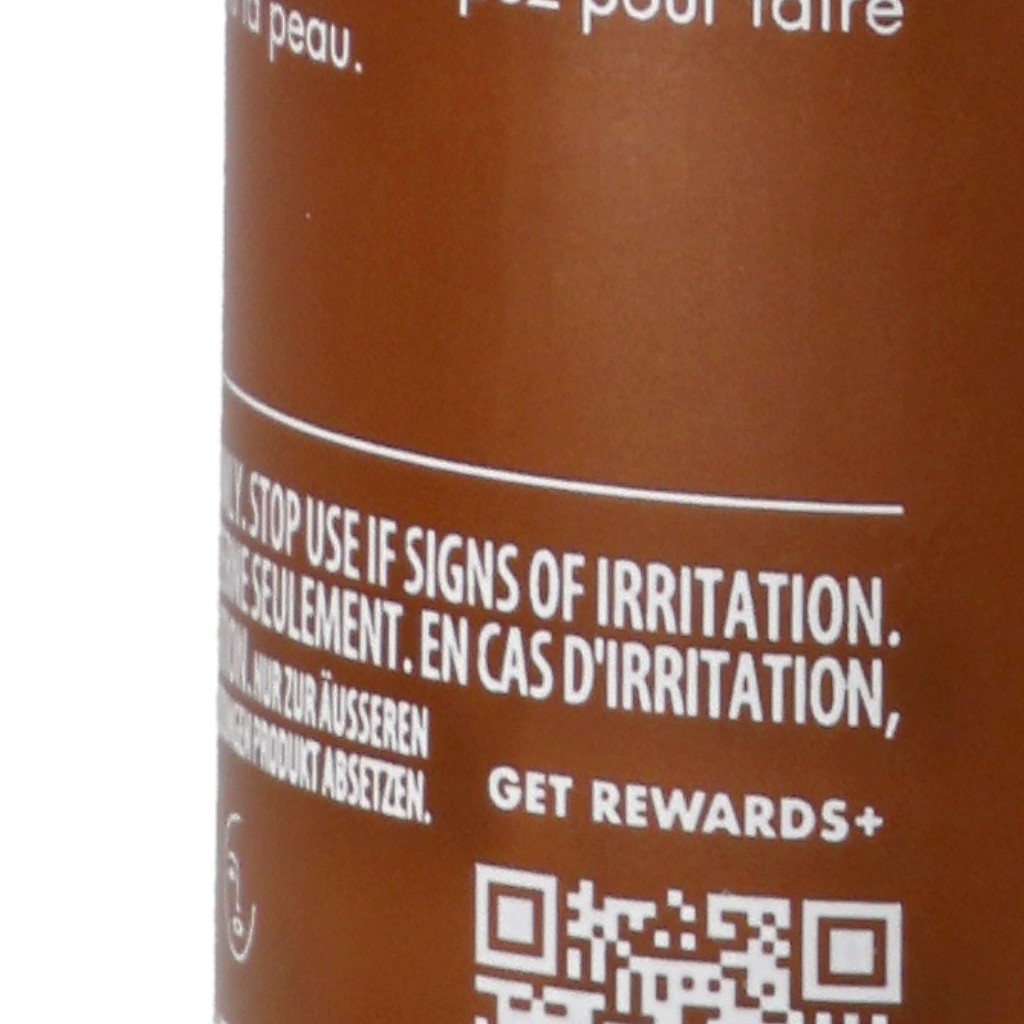 la peau.
pour faire
STOP USE IF SIGNS OF IRRITATION.
SEULEMENT. EN CAS D'IRRITATION,
NUR ZUR ÄUSSEREN
PRODUKT ABSETZEN.
GET REWARDS+